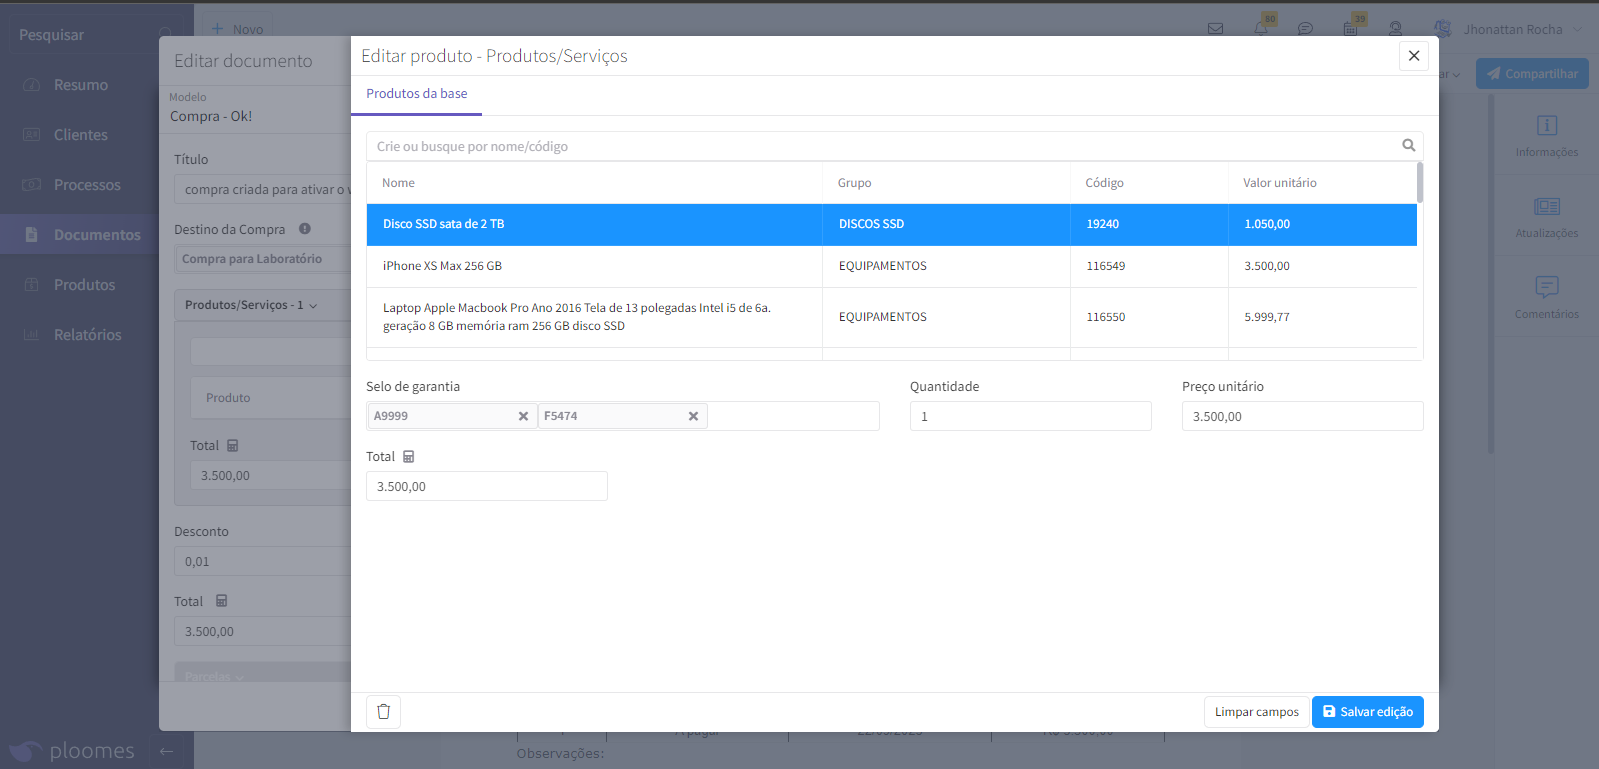 Pesquisar
Novo
60
39
Jhonattan Rocha
Resumo
Clientes
Processos
Documentos
Produtos
Relatórios
ploomes
Editar documento
Modelo
Compra - Ok!
Título
compra criada para ativar o
Destino da Compra
Compra para Laboratório
Produtos/Serviços - 1
Produto
Total
3.500,00
Desconto
0,01
Total
3.500,00
Parcelas
Editar produto - Produtos/Serviços
Produtos da base
Crie ou busque por nome/código
Nome Grupo Código Valor unitário
Disco SSD sata de 2 TB DISCOS SSD 19240 1.050,00
iPhone XS Max 256 GB EQUIPAMENTOS 116549 3.500,00
Laptop Apple Macbook Pro Ano 2016 Tela de 13 polegadas Intel i5 de 6a.
geração 8 GB memória ram 256 GB disco SSD EQUIPAMENTOS 116550 5.999,77
Selo de garantia Quantidade Preço unitário
A9999 F5474 1 3.500,00
Total
3.500,00
Limpar campos Salvar edição
ar
Compartilhar
Informações
Atualizações
Comentários
Observações: